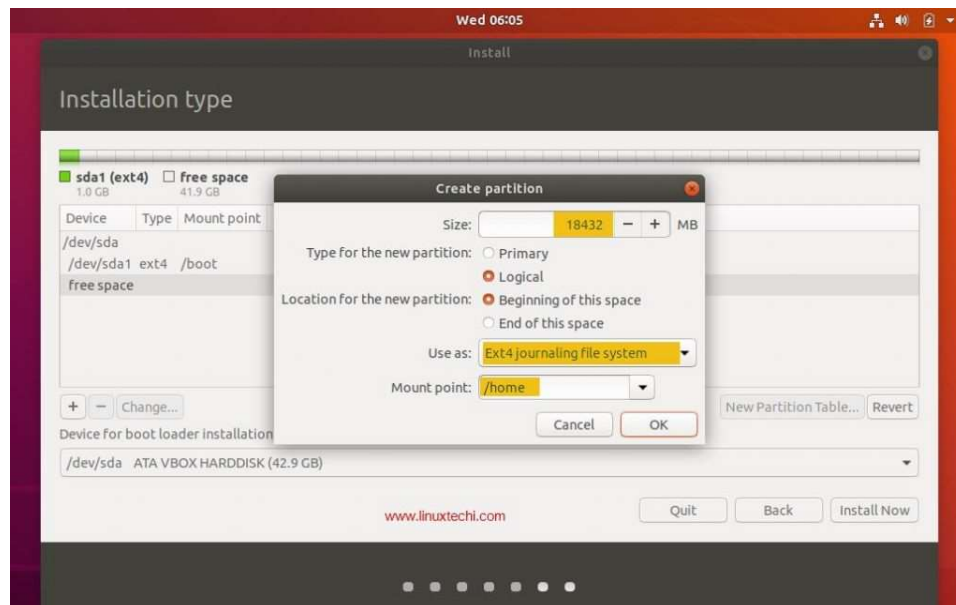 Wed 06:05
Install
Installation type
sda1 (ext4) free space
1.0 GB 41.9 GB
Device Type Mount point
/dev/sda
/dev/sda1 ext4 /boot
free space
Create partition
Size: 18432 − + MB
Type for the new partition: Primary
Logical
Location for the new partition: Beginning of this space
End of this space
Use as: Ext4 journaling file system
Mount point: /home
Cancel OK
+ − Change... New Partition Table... Revert
Device for boot loader installation
/dev/sda ATA VBOX HARDDISK (42.9 GB)
www.linuxtechi.com
Quit Back Install Now